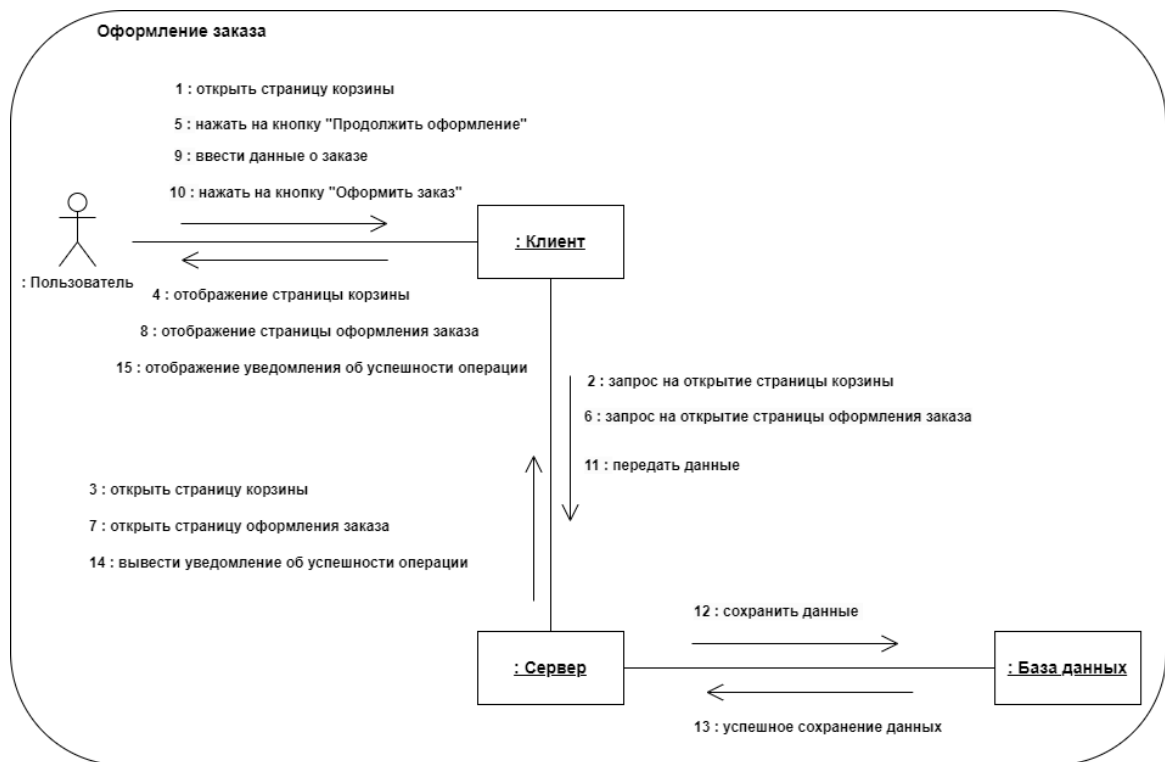 Оформление заказа
1 : открыть страницу корзины
5 : нажать на кнопку "Продолжить оформление"
9 : ввести данные о заказе
10 : нажать на кнопку "Оформить заказ"
: Клиент
: Пользователь
4 : отображение страницы корзины
8 : отображение страницы оформления заказа
15 : отображение уведомления об успешности операции
2 : запрос на открытие страницы корзины
6 : запрос на открытие страницы оформления заказа
11 : передать данные
3 : открыть страницу корзины
7 : открыть страницу оформления заказа
14 : вывести уведомление об успешности операции
12 : сохранить данные
: Сервер
: База данных
13 : успешное сохранение данных